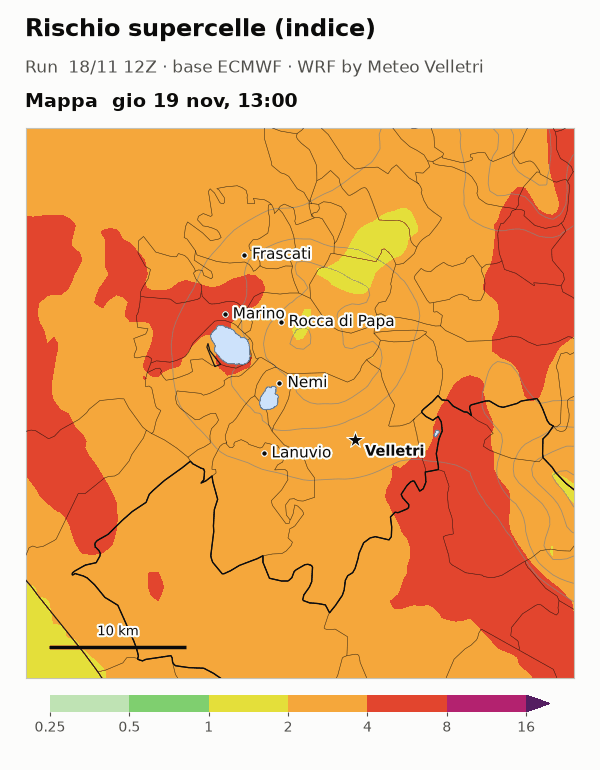 Rischio supercelle (indice)
Run  18/11 12Z · base ECMWF · WRF by Meteo Velletri
Mappa  gio 19 nov, 13:00
Frascati
Marino
Rocca di Papa
Nemi
Velletri
Lanuvio
10 km
0.25 0.5 1 2 4 8 16